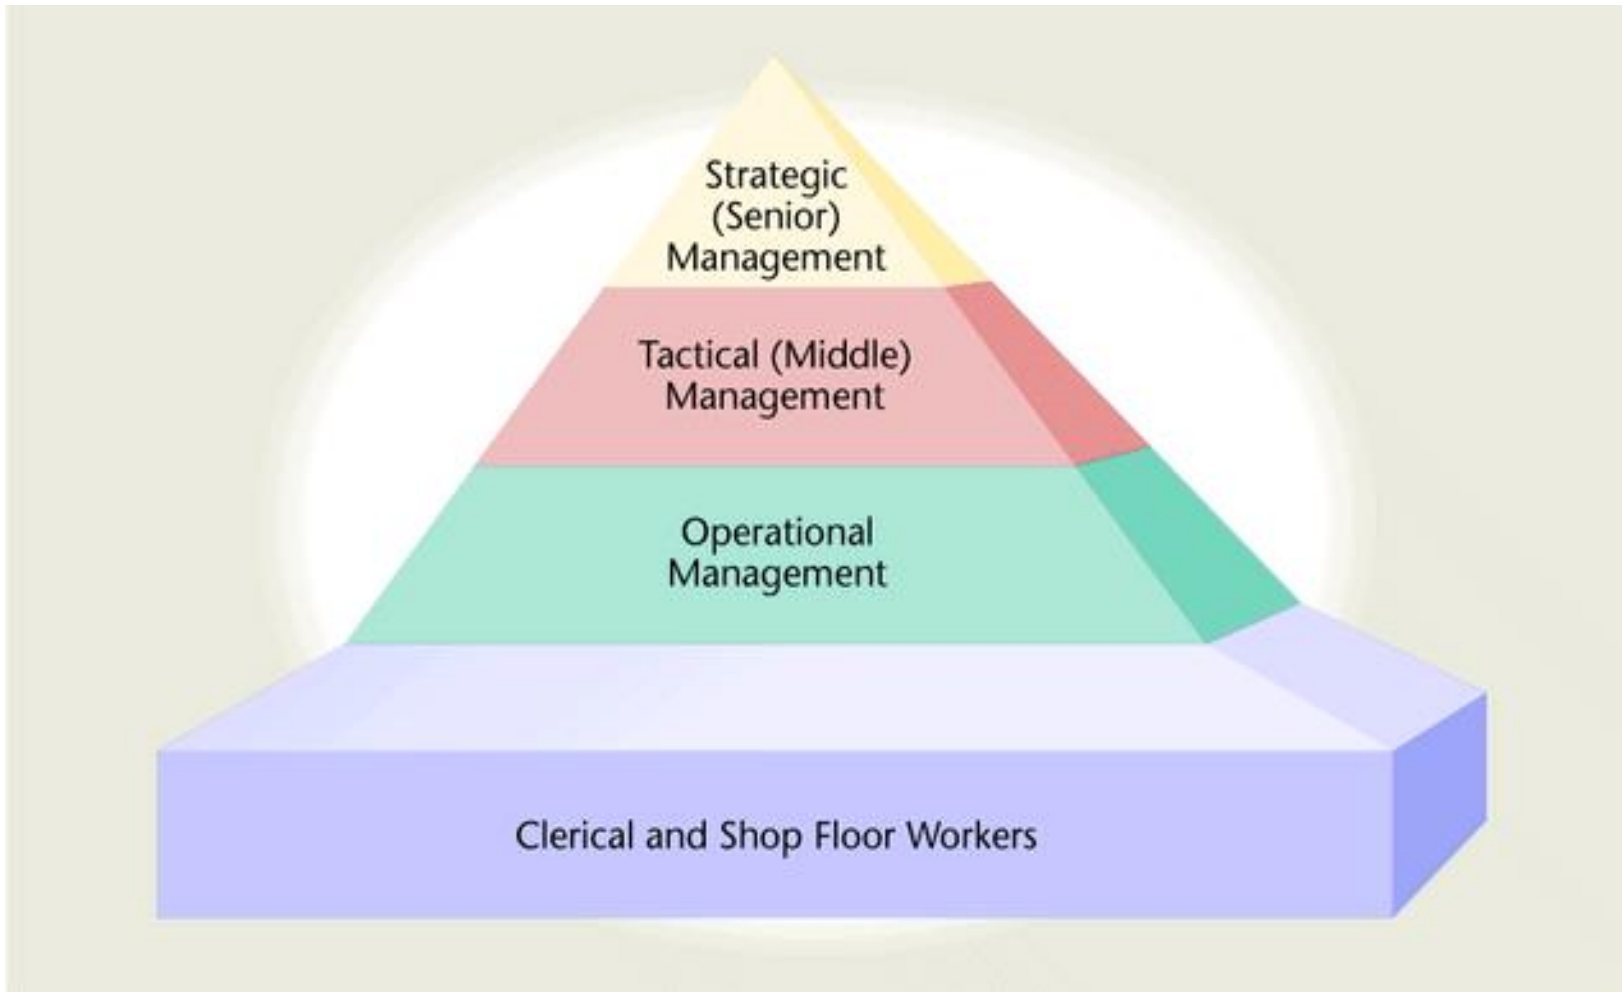 Strategic
(Senior)
Management
Tactical (Middle)
Management
Operational
Management
Clerical and Shop Floor Workers